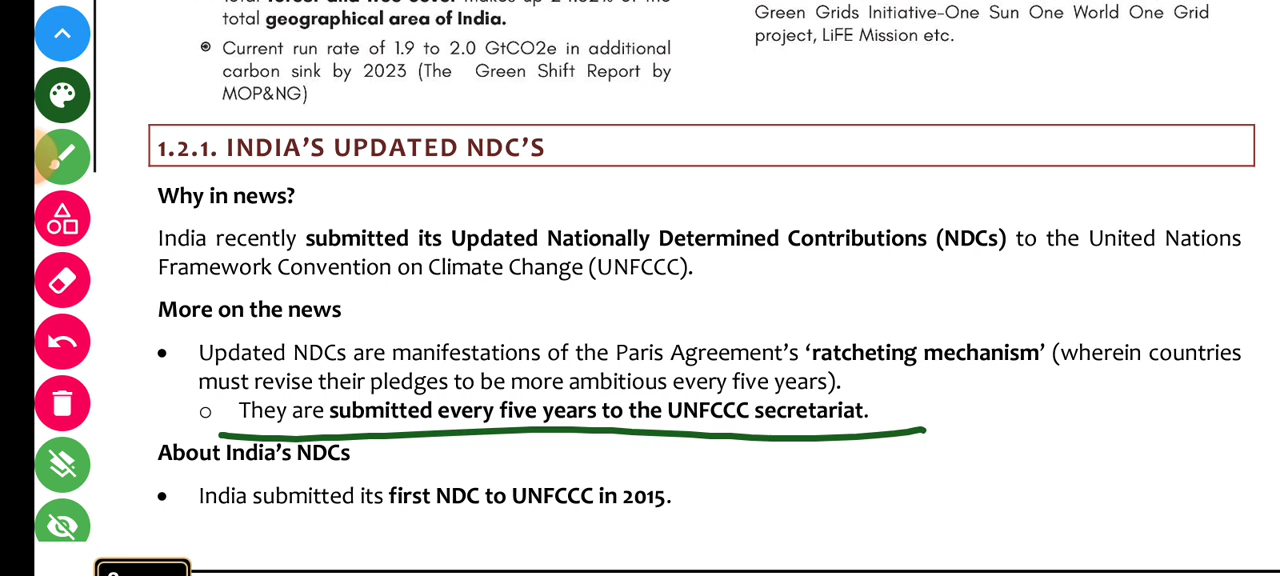 total geographical area of India.
Current run rate of 1.9 to 2.0 GtCO2e in additional
carbon sink by 2023 (The Green Shift Report by
MOP&NG)
Green Grids Initiative-One Sun One World One Grid
project, LiFE Mission etc.
1.2.1. INDIA'S UPDATED NDC'S
Why in news?
India recently submitted its Updated Nationally Determined Contributions (NDCs) to the United Nations
Framework Convention on Climate Change (UNFCCC).
More on the news
• Updated NDCs are manifestations of the Paris Agreement's 'ratcheting mechanism' (wherein countries
must revise their pledges to be more ambitious every five years).
o They are submitted every five years to the UNFCCC secretariat.
About India's NDCs
• India submitted its first NDC to UNFCCC in 2015.